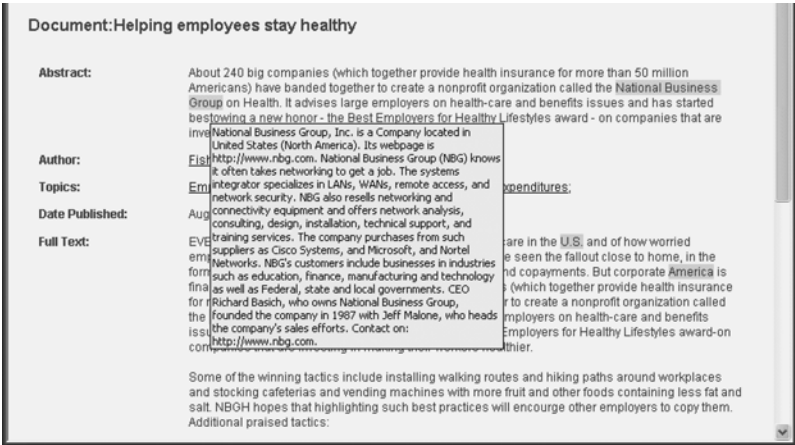 Document:Helping employees stay healthy
Abstract: About 240 big companies (which together provide health insurance for more than 50 million
Americans) have banded together to create a nonprofit organization called the National Business
Group on Health. It advises large employers on health-care and benefits issues and has started
bestowing a new honor - the Best Employers for Healthy Lifestyles award - on companies that are
inve
National Business Group, Inc. is a Company located in
United States (North America). Its webpage is
http://www.nbg.com. National Business Group (NBG) knows
it often takes networking to get a job. The systems
integrator specializes in LANs, WANs, remote access, and
network security. NBG also resells networking and
connectivity equipment and offers network analysis,
consulting, design, installation, technical support, and
training services. The company purchases from such
suppliers as Cisco Systems, and Microsoft, and Nortel
Networks. NBG's customers include businesses in industries
such as education, finance, manufacturing and technology
as well as Federal, state and local governments. CEO
Richard Basich, who owns National Business Group,
founded the company in 1987 with Jeff Malone, who heads
the company's sales efforts. Contact on:
http://www.nbg.com.
Author: Fish
Topics: Em xpenditures;
Date Published: Aug
Full Text: EVE care in the U.S. and of how worried
emp e seen the fallout close to home, in the
form nd copayments. But corporate America is
fina s (which together provide health insurance
for r r to create a nonprofit organization called
the mployers on health-care and benefits
issu Employers for Healthy Lifestyles award-on
Some of the winning tactics include installing walking routes and hiking paths around workplaces
and stocking cafeterias and vending machines with more fruit and other foods containing less fat and
salt. NBGH hopes that highlighting such best practices will encourge other employers to copy them.
Additional praised tactics: